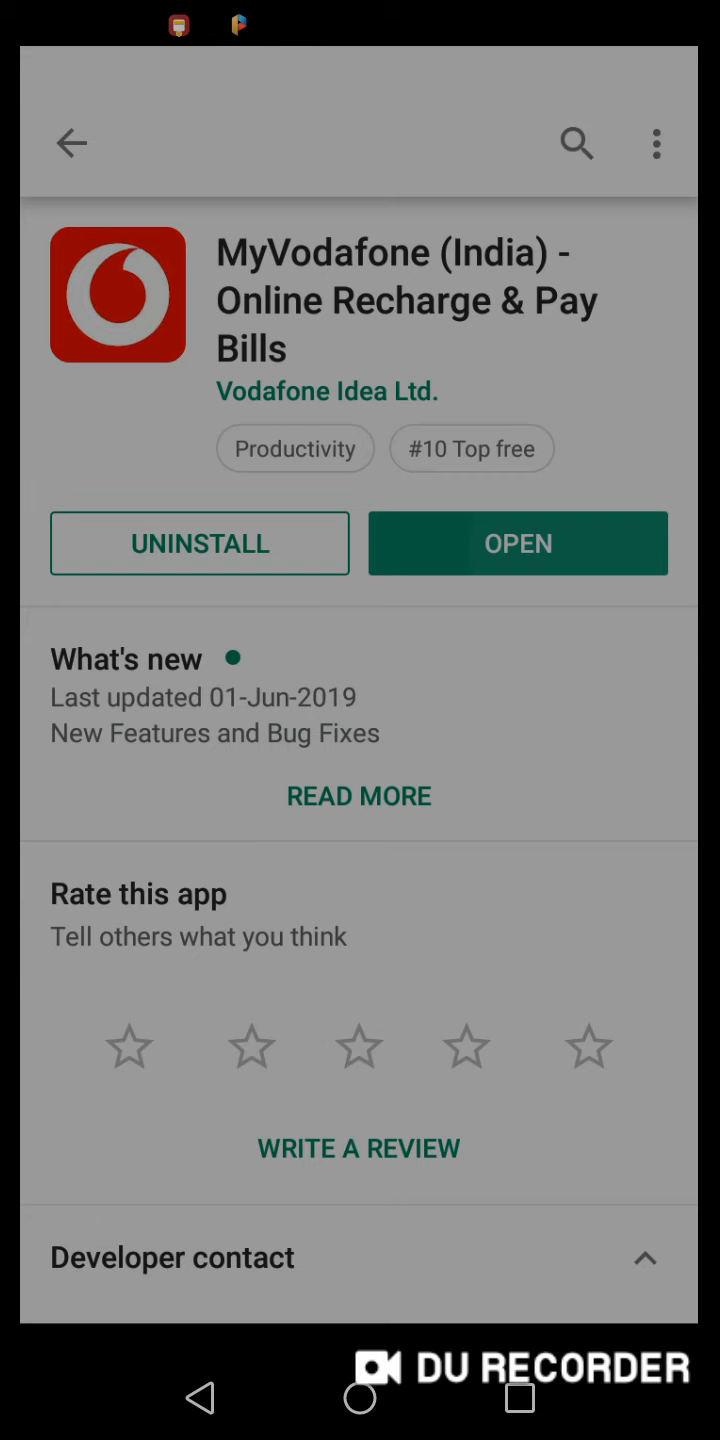 MyVodafone (India) -
Online Recharge & Pay
Bills
Vodafone Idea Ltd.
Productivity
#10 Top free
UNINSTALL
OPEN
What's new
Last updated 01-Jun-2019
New Features and Bug Fixes
READ MORE
Rate this app
Tell others what you think
WRITE A REVIEW
Developer contact
DU RECORDER